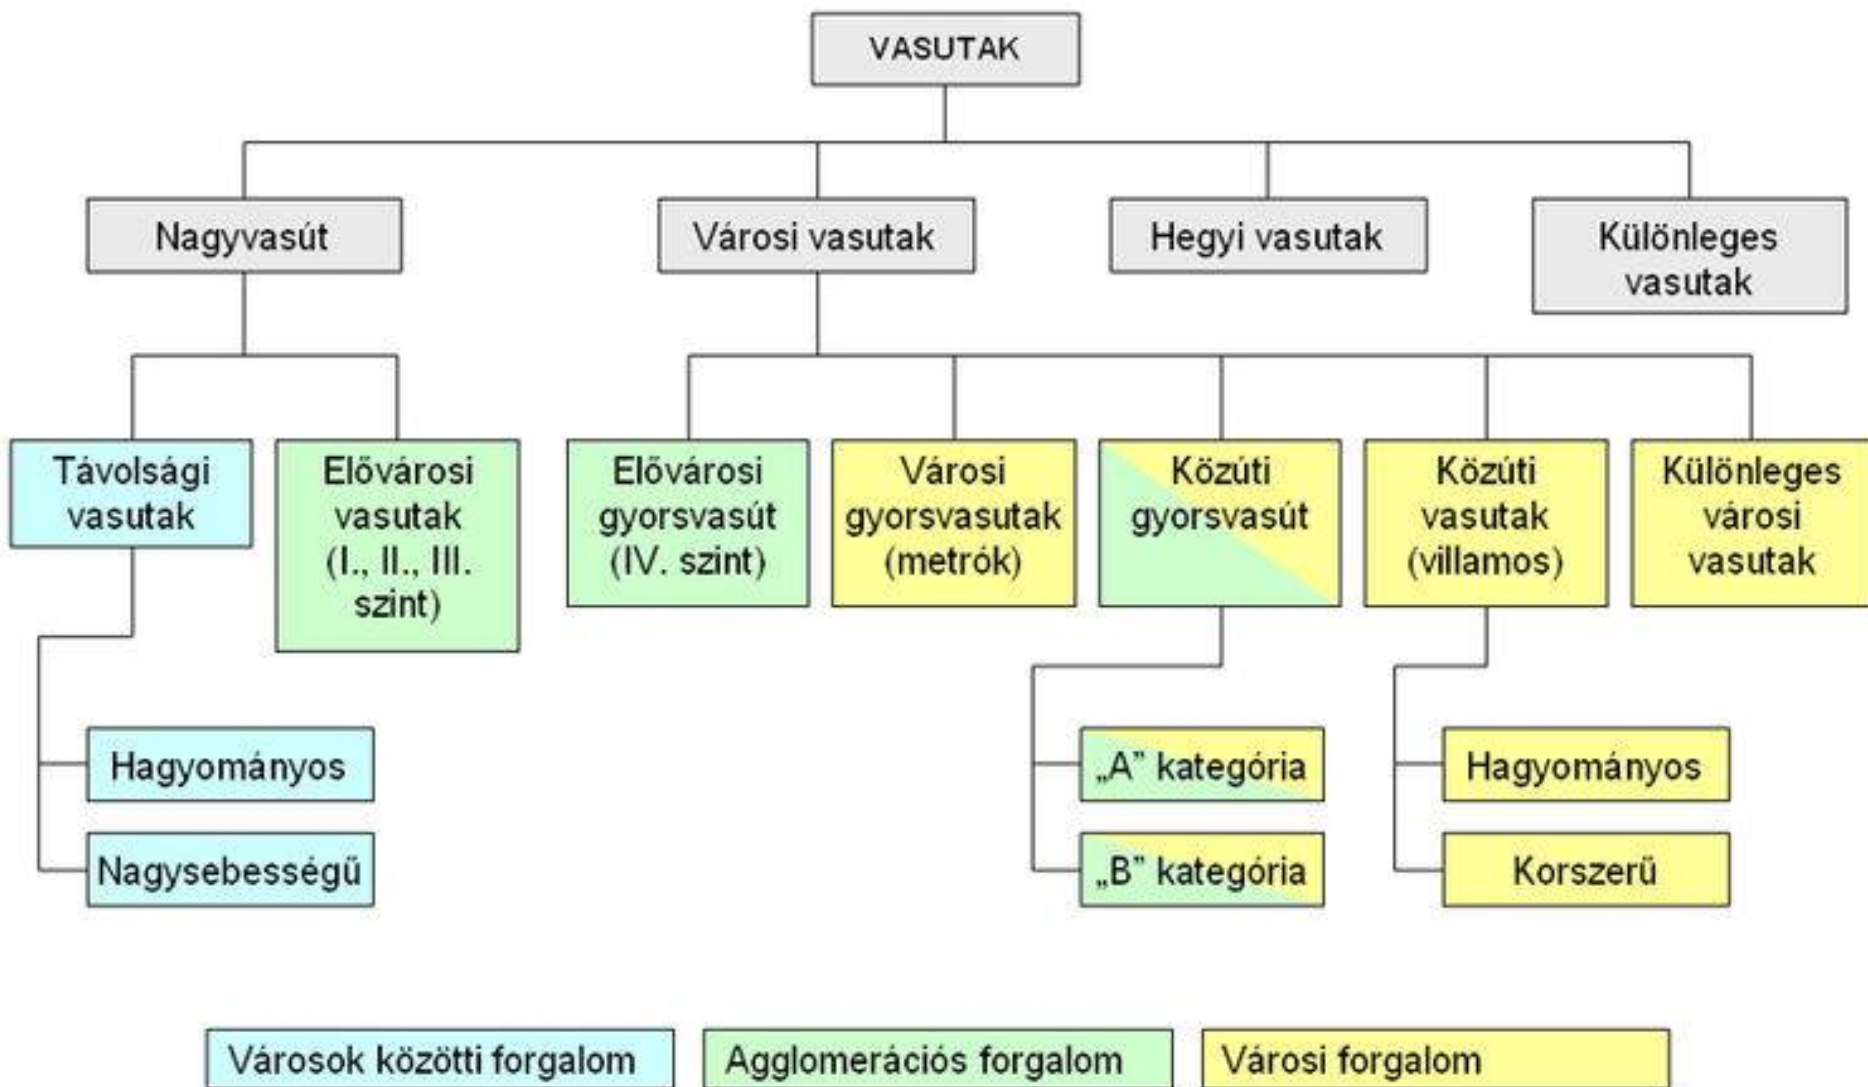 VASUTAK
Nagyvasút
Városi vasutak
Hegyi vasutak
Különleges
vasutak
Távolsági
vasutak
Elővárosi
vasutak
(I., II., III.
szint)
Elővárosi
gyorsvasút
(IV. szint)
Városi
gyorsvasutak
(metrók)
Közúti
gyorsvasút
Közúti
vasutak
(villamos)
Különleges
városi
vasutak
Hagyományos
Nagysebességű
„A” kategória
„B” kategória
Hagyományos
Korszerű
Városok közötti forgalom
Agglomerációs forgalom
Városi forgalom